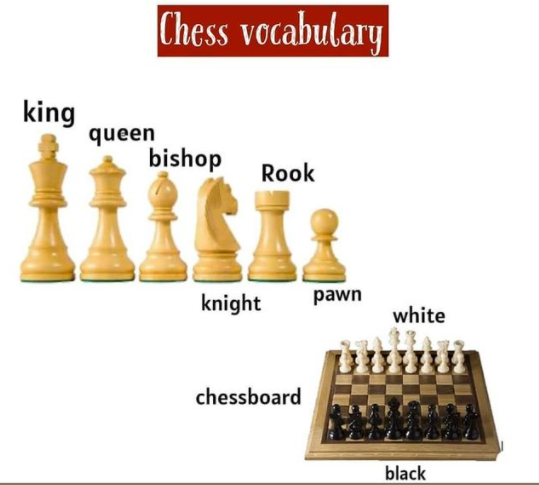 Chess vocabulary
king
queen
bishop
Rook
knight
pawn
white
chessboard
black